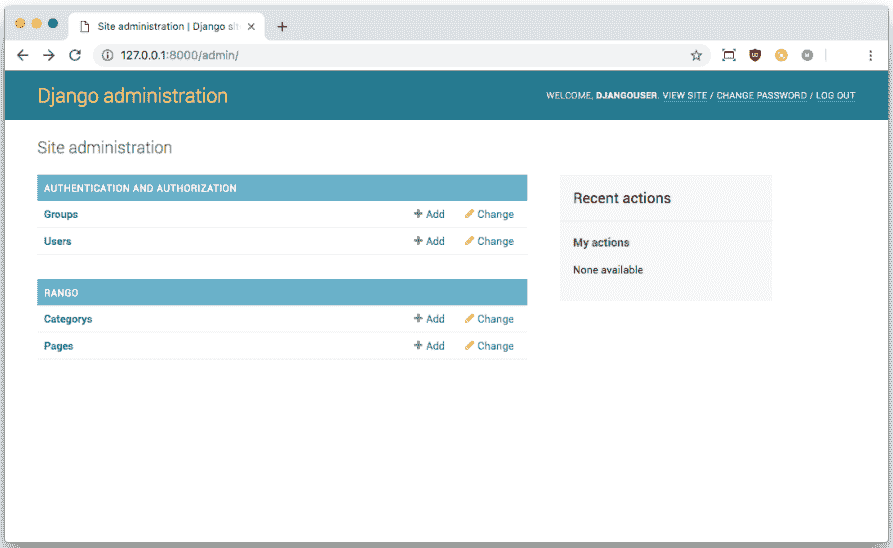 Site administration | Django sit
127.0.0.1:8000/admin/
Django administration
WELCOME, DJANGOUSER. VIEW SITE / CHANGE PASSWORD / LOG OUT
Site administration
AUTHENTICATION AND AUTHORIZATION
Groups + Add Change
Users + Add Change
RANGO
Categorys + Add Change
Pages + Add Change
Recent actions
My actions
None available